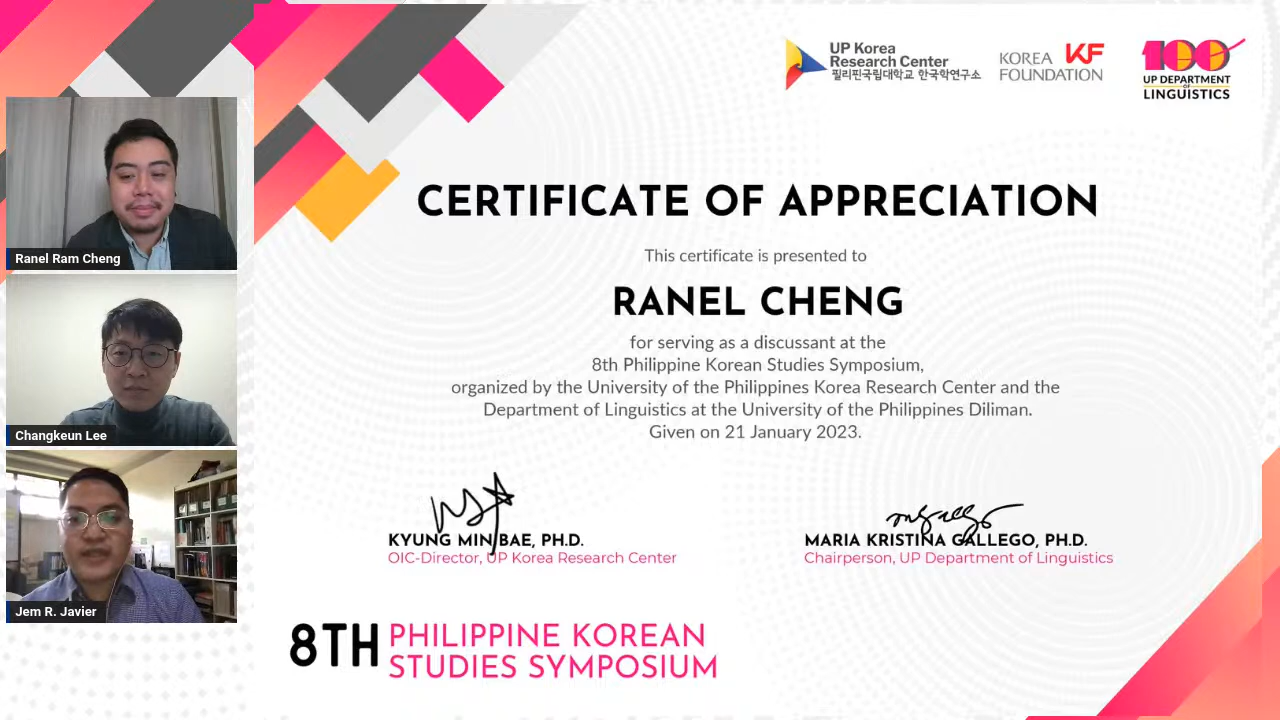 UP Korea
Research Center
필리핀국립대학교 한국학연구소
KOREA KF
FOUNDATION
100
UP DEPARTMENT
OF
LINGUISTICS
Ranel Ram Cheng
Changkeun Lee
Jem R. Javier
CERTIFICATE OF APPRECIATION
This certificate is presented to
RANEL CHENG
for serving as a discussant at the
8th Philippine Korean Studies Symposium,
organized by the University of the Philippines Korea Research Center and the
Department of Linguistics at the University of the Philippines Diliman.
Given on 21 January 2023.
KYUNG MIN BAE, PH.D.
OIC-Director, UP Korea Research Center
MARIA KRISTINA GALLEGO, PH.D.
Chairperson, UP Department of Linguistics
8TH PHILIPPINE KOREAN
STUDIES SYMPOSIUM